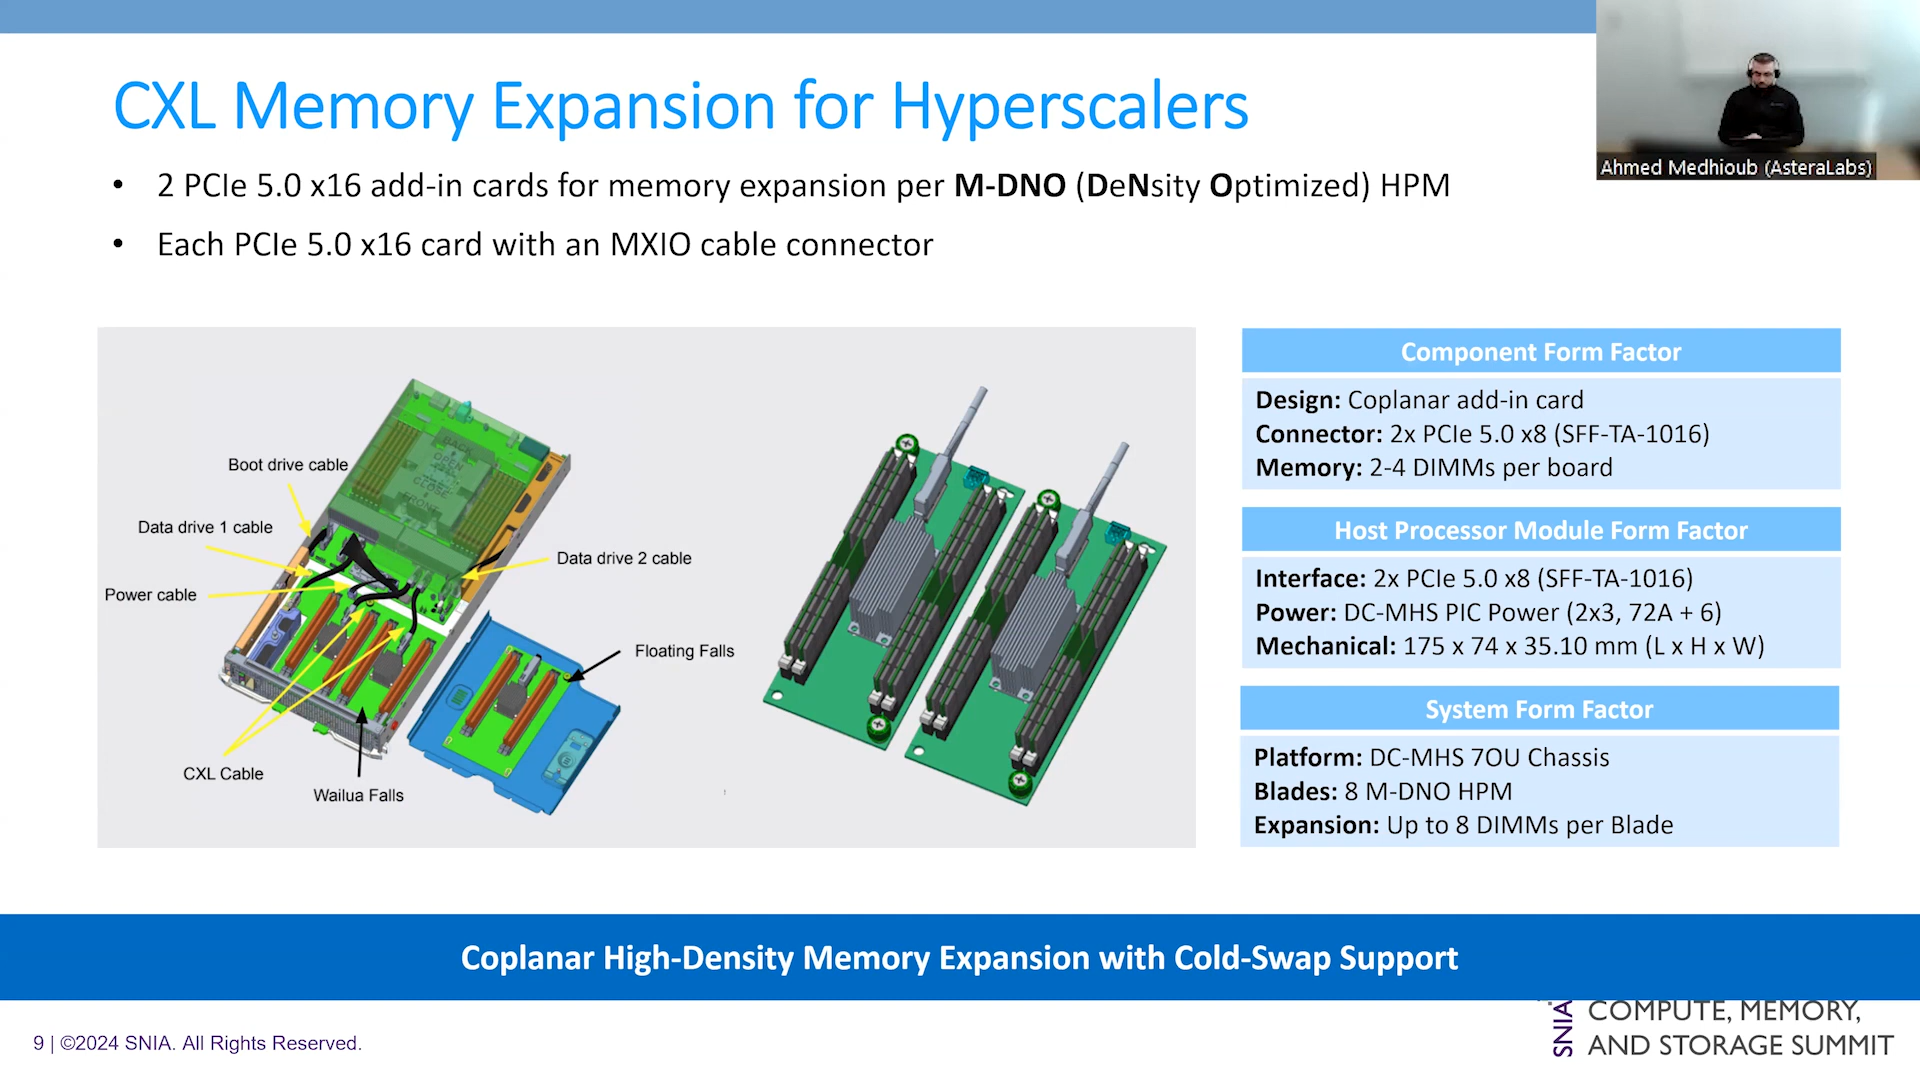 CXL Memory Expansion for Hyperscalers
Ahmed Medhioub (AsteraLabs)
• 2 PCIe 5.0 x16 add-in cards for memory expansion per M-DNO (DeNsity Optimized) HPM
• Each PCIe 5.0 x16 card with an MXIO cable connector
BACK
OPEN
CLOSE
FRONT
Boot drive cable
Data drive 1 cable
Data drive 2 cable
Power cable
Floating Falls
CXL Cable
Wailua Falls
Component Form Factor
Design: Coplanar add-in card
Connector: 2x PCIe 5.0 x8 (SFF-TA-1016)
Memory: 2-4 DIMMs per board
Host Processor Module Form Factor
Interface: 2x PCIe 5.0 x8 (SFF-TA-1016)
Power: DC-MHS PIC Power (2x3, 72A + 6)
Mechanical: 175 x 74 x 35.10 mm (L x H x W)
System Form Factor
Platform: DC-MHS 7OU Chassis
Blades: 8 M-DNO HPM
Expansion: Up to 8 DIMMs per Blade
Coplanar High-Density Memory Expansion with Cold-Swap Support
9 | ©2024 SNIA. All Rights Reserved.
SNIA
COMPUTE, MEMORY,
AND STORAGE SUMMIT